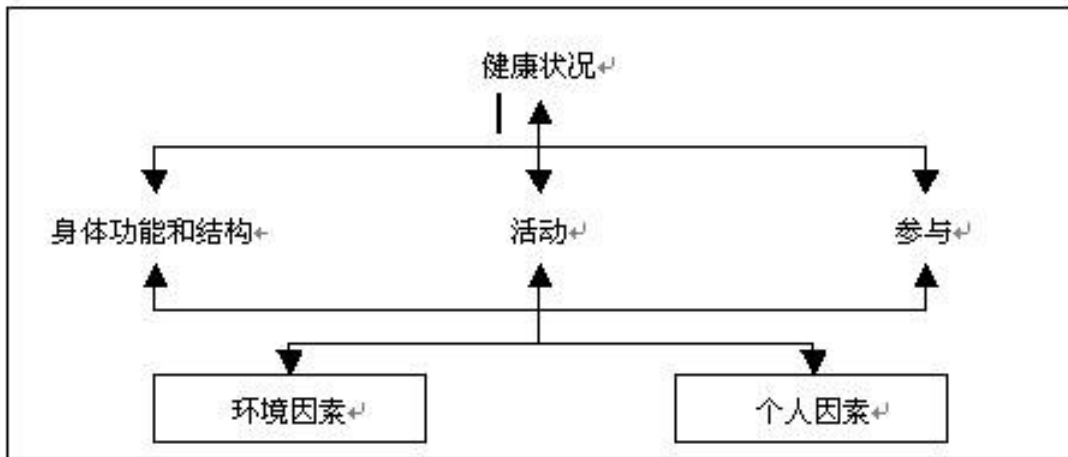 健康状况
身体功能和结构
活动
参与
环境因素
个人因素